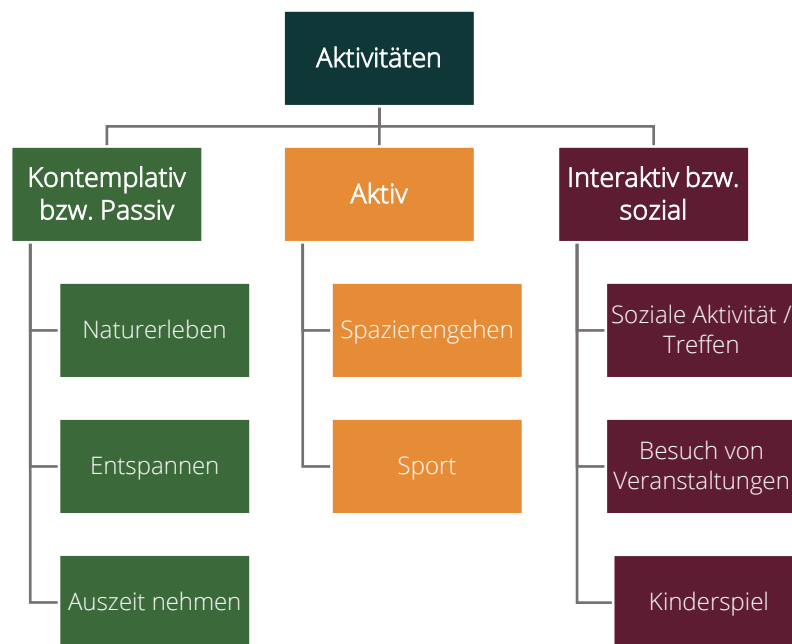 Aktivitäten
Kontemplativ
bzw. Passiv
Naturerleben
Entspannen
Auszeit nehmen
Aktiv
Spazierengehen
Sport
Interaktiv bzw.
sozial
Soziale Aktivität /
Treffen
Besuch von
Veranstaltungen
Kinderspiel